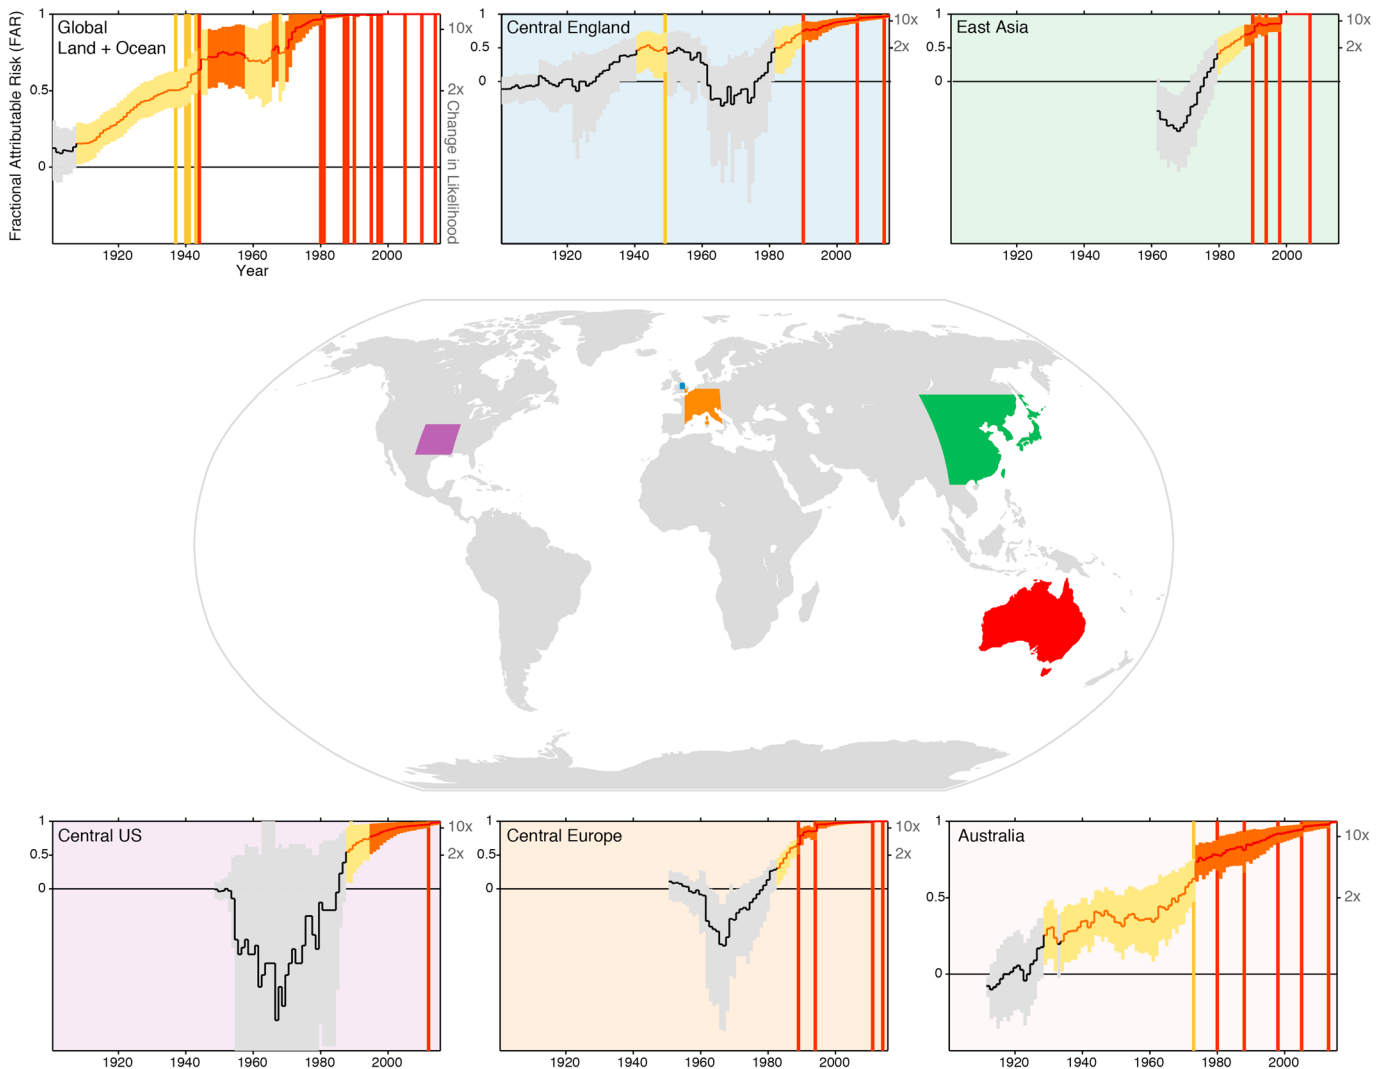 Fractional Attributable Risk (FAR)
1
0.5
0
Global
Land + Ocean
10x
2x
Change in Likelihood
1920 1940 1960 1980 2000
Year
1
0.5
0
Central England
10x
2x
1920 1940 1960 1980 2000
1
0.5
0
East Asia
10x
2x
1920 1940 1960 1980 2000
1
0.5
0
Central US
10x
2x
1920 1940 1960 1980 2000
1
0.5
0
Central Europe
10x
2x
1920 1940 1960 1980 2000
1
0.5
0
Australia
10x
2x
1920 1940 1960 1980 2000